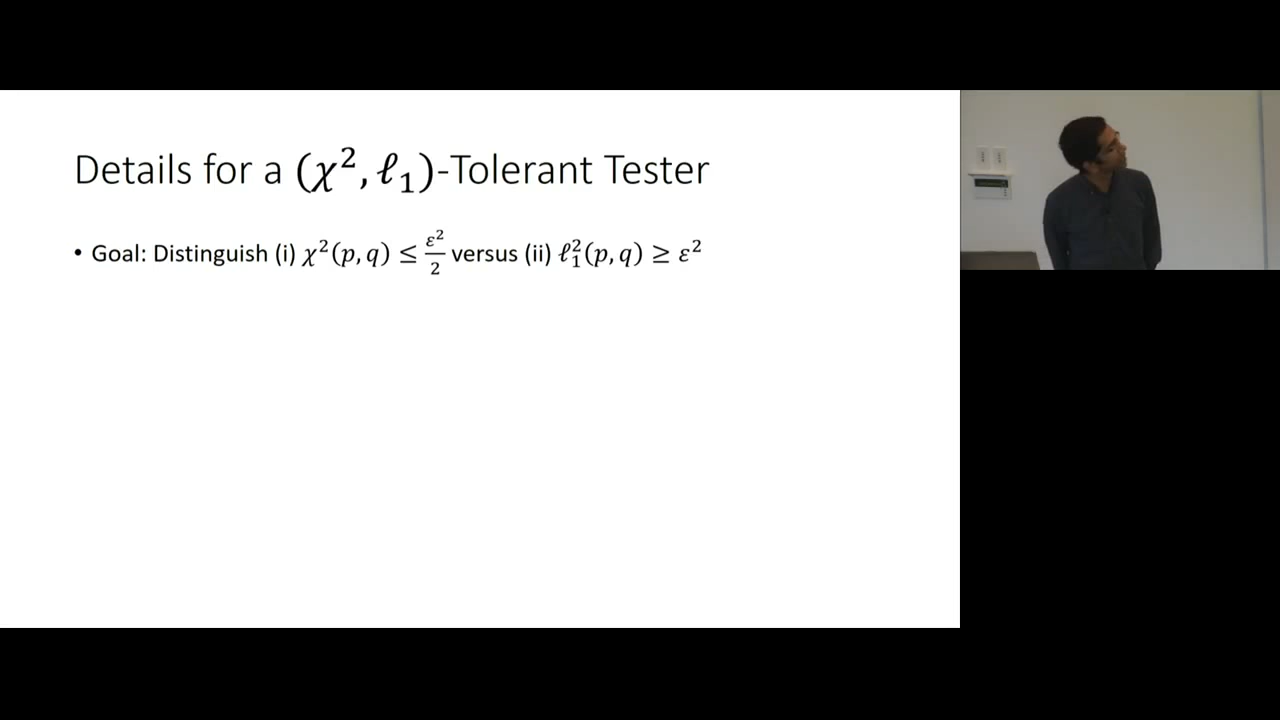 Details for a (χ², ℓ₁)-Tolerant Tester
• Goal: Distinguish (i) χ²(p, q) ≤ ε²/2 versus (ii) ℓ₁²(p, q) ≥ ε²